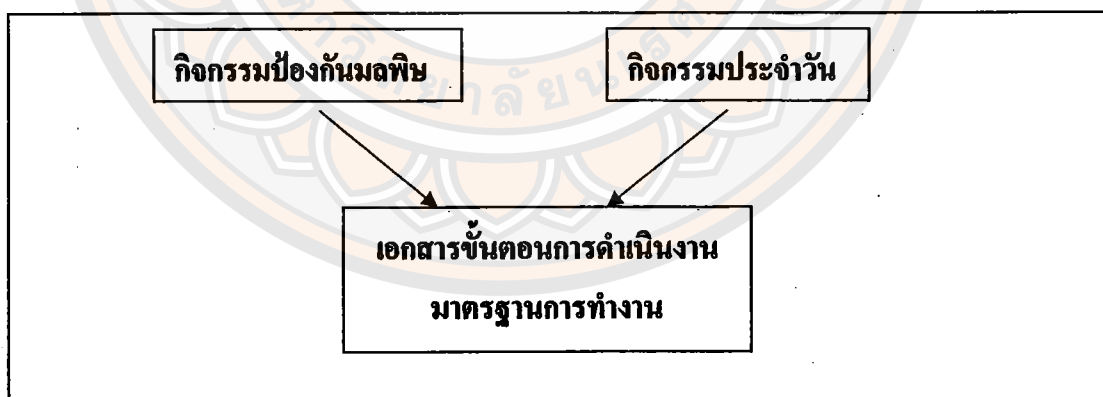 กิจกรรมป้องกันมลพิษ
กิจกรรมประจำวัน
เอกสารขั้นตอนการดำเนินงาน
มาตรฐานการทำงาน